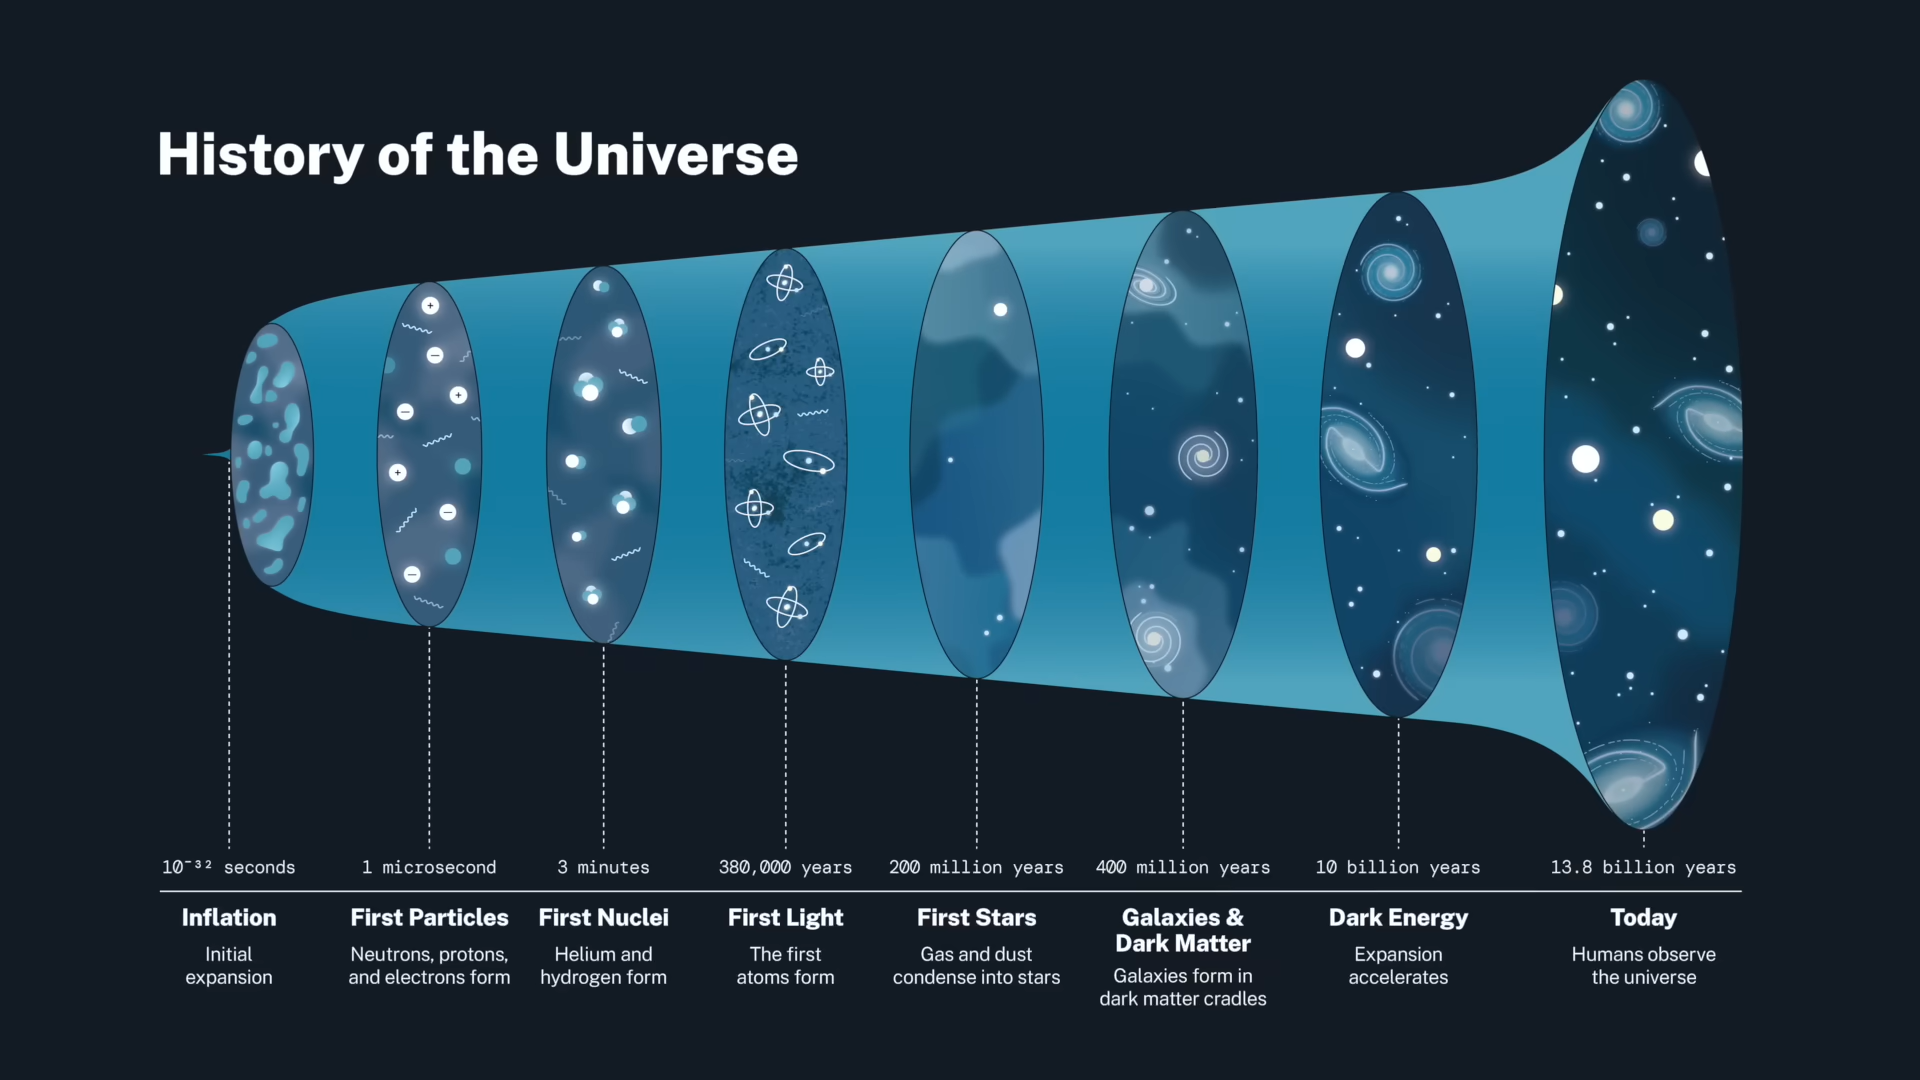 History of the Universe
10⁻³² seconds
1 microsecond
3 minutes
380,000 years
200 million years
400 million years
10 billion years
13.8 billion years
Inflation
Initial
expansion
First Particles
Neutrons, protons,
and electrons form
First Nuclei
Helium and
hydrogen form
First Light
The first
atoms form
First Stars
Gas and dust
condense into stars
Galaxies &
Dark Matter
Galaxies form in
dark matter cradles
Dark Energy
Expansion
accelerates
Today
Humans observe
the universe